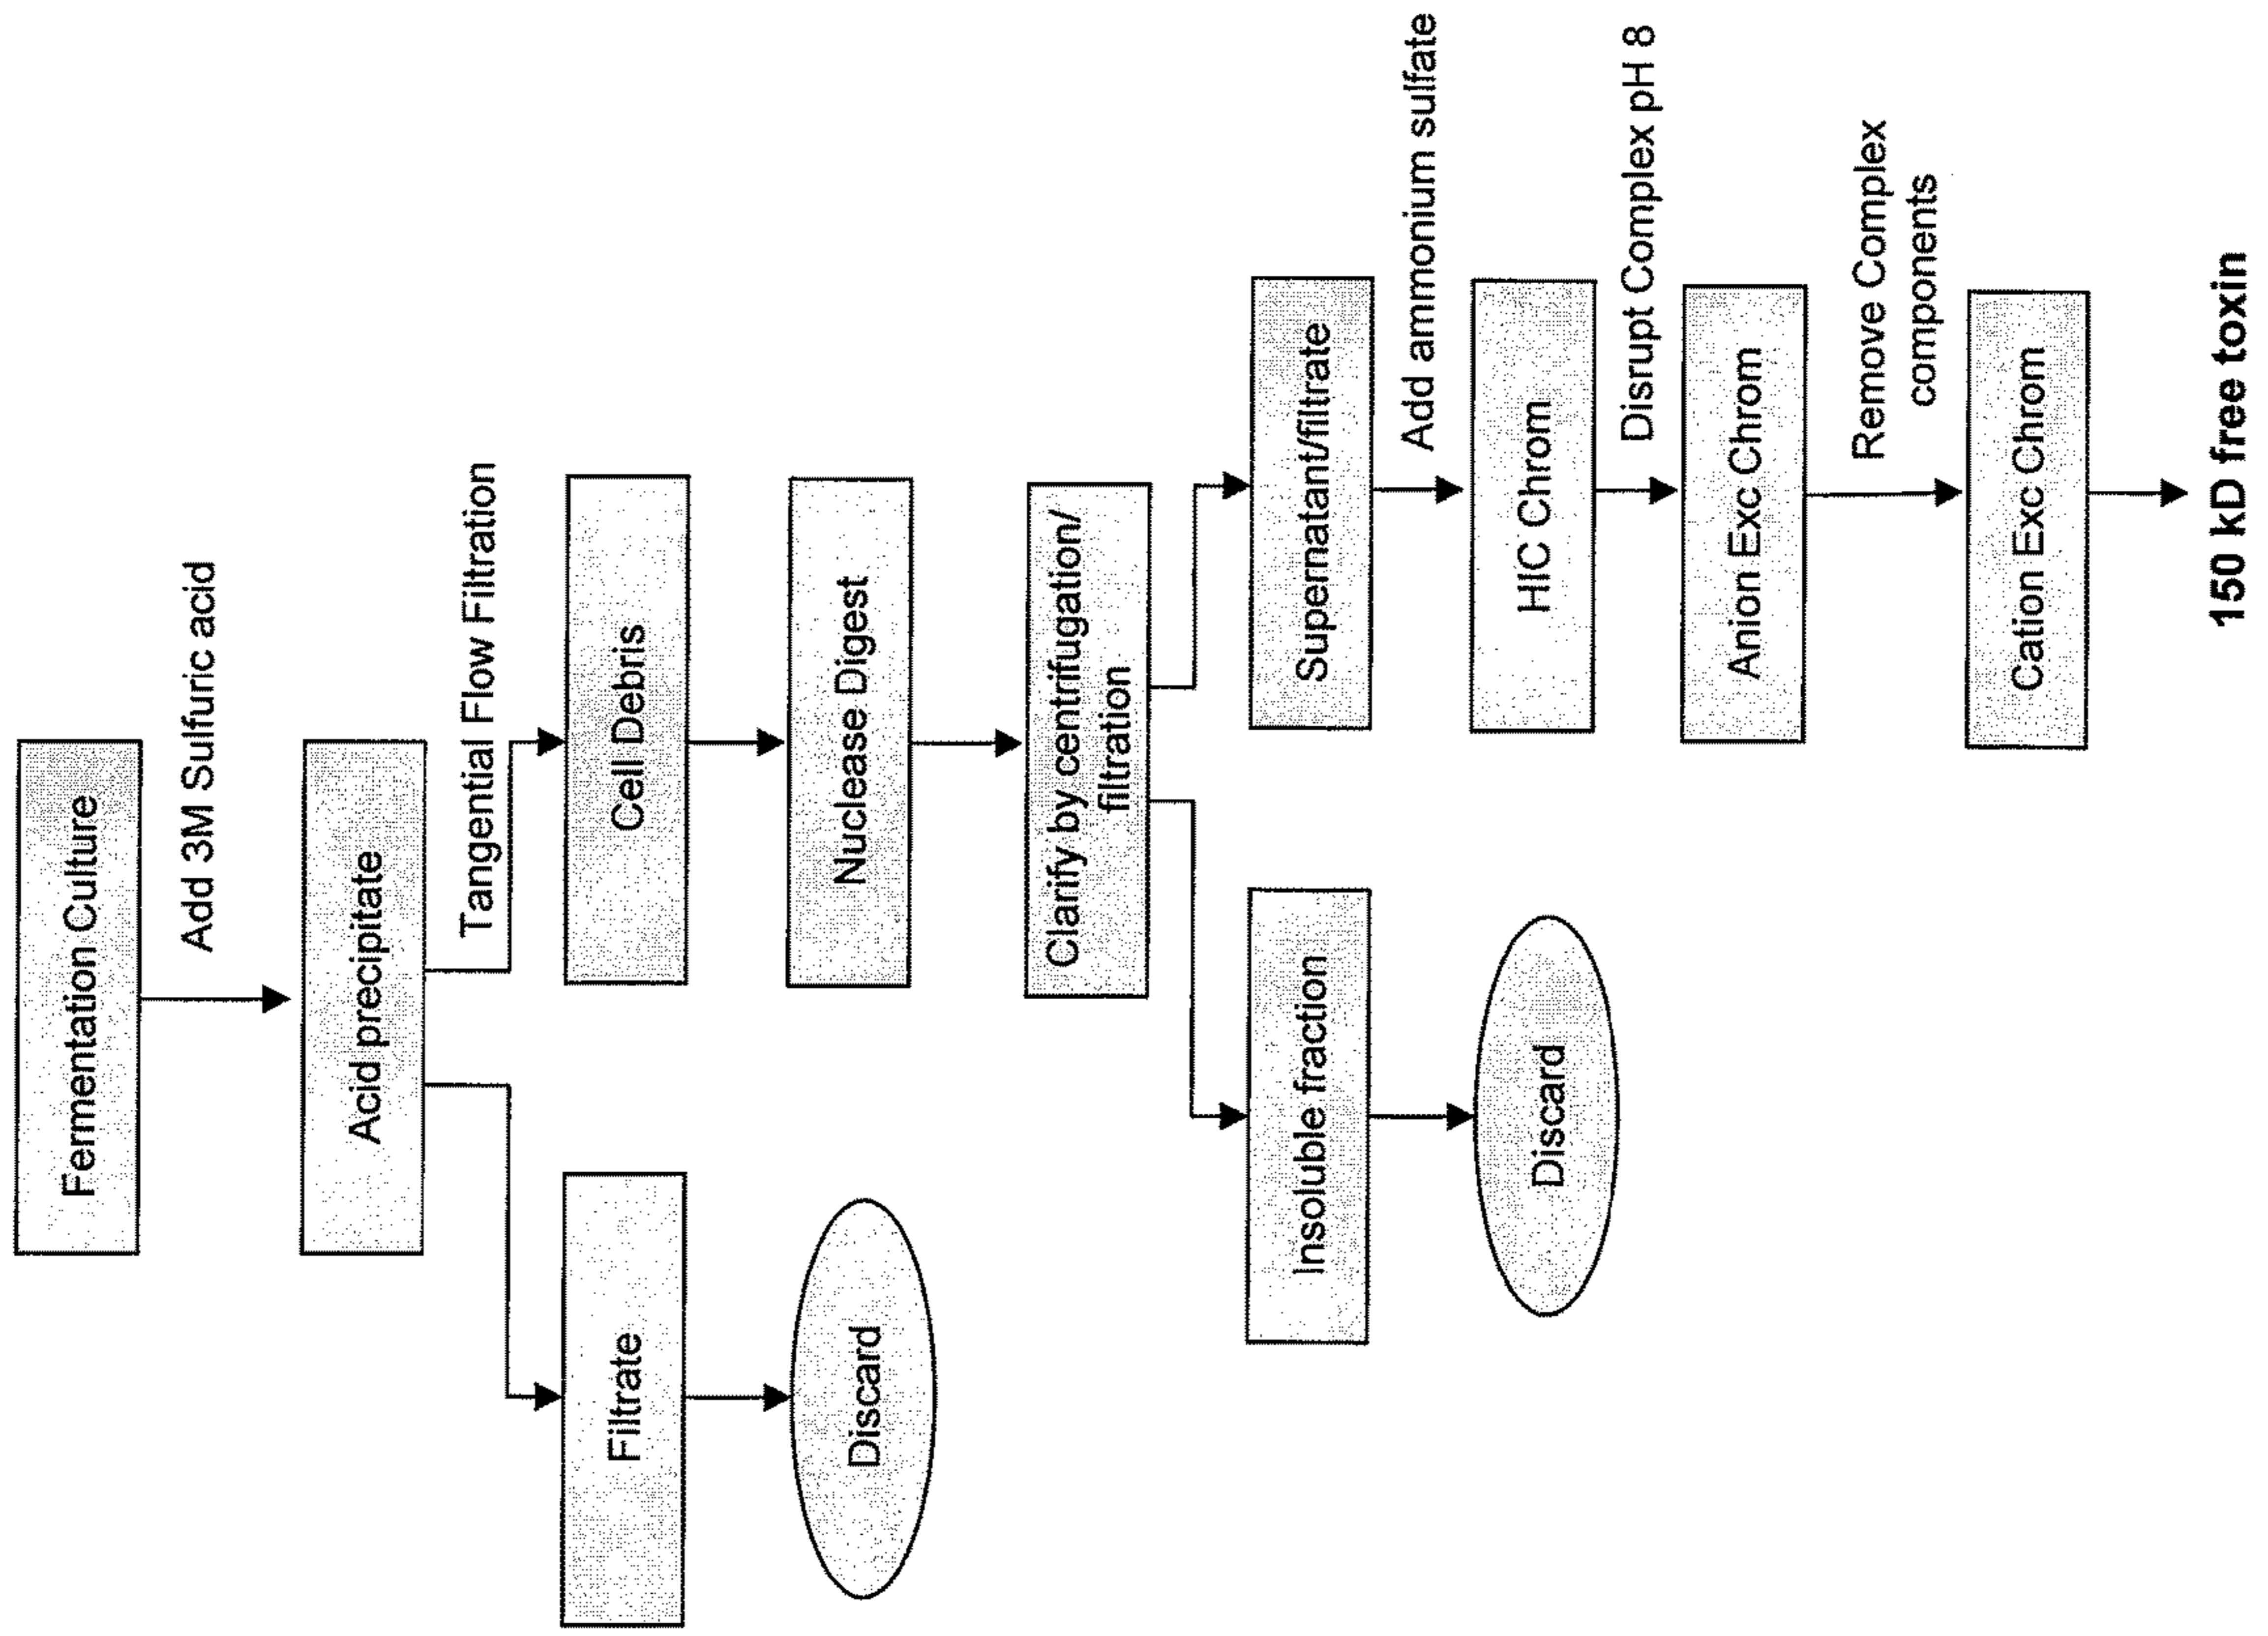 Fermentation Culture
Add 3M Sulfuric acid
Acid precipitate
Tangential Flow Filtration
Filtrate
Cell Debris
Discard
Nuclease Digest
Clarify by centrifugation/
filtration
Insoluble fraction
Supernatant/filtrate
Add ammonium sulfate
Discard
HIC Chrom
Disrupt Complex pH 8
Anion Exc Chrom
Remove Complex
components
Cation Exc Chrom
150 kD free toxin